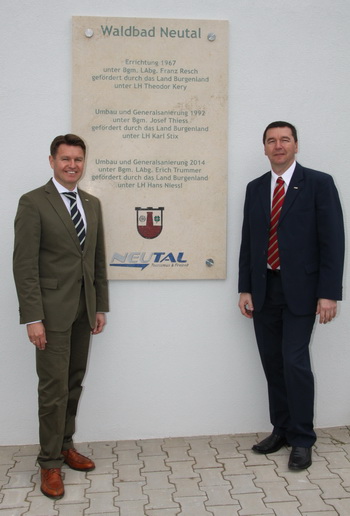 Waldbad Neutal
Errichtung 1967
unter Bgm. LAbg. Franz Resch
gefördert durch das Land Burgenland
unter LH Theodor Kery
Umbau und Generalsanierung 1992
unter Bgm. Josef Thiess
gefördert durch das Land Burgenland
unter LH Karl Stix
Umbau und Generalsanierung 2014
unter Bgm. LAbg. Erich Trummer
gefördert durch das Land Burgenland
unter LH Hans Niessl
NEUTAL